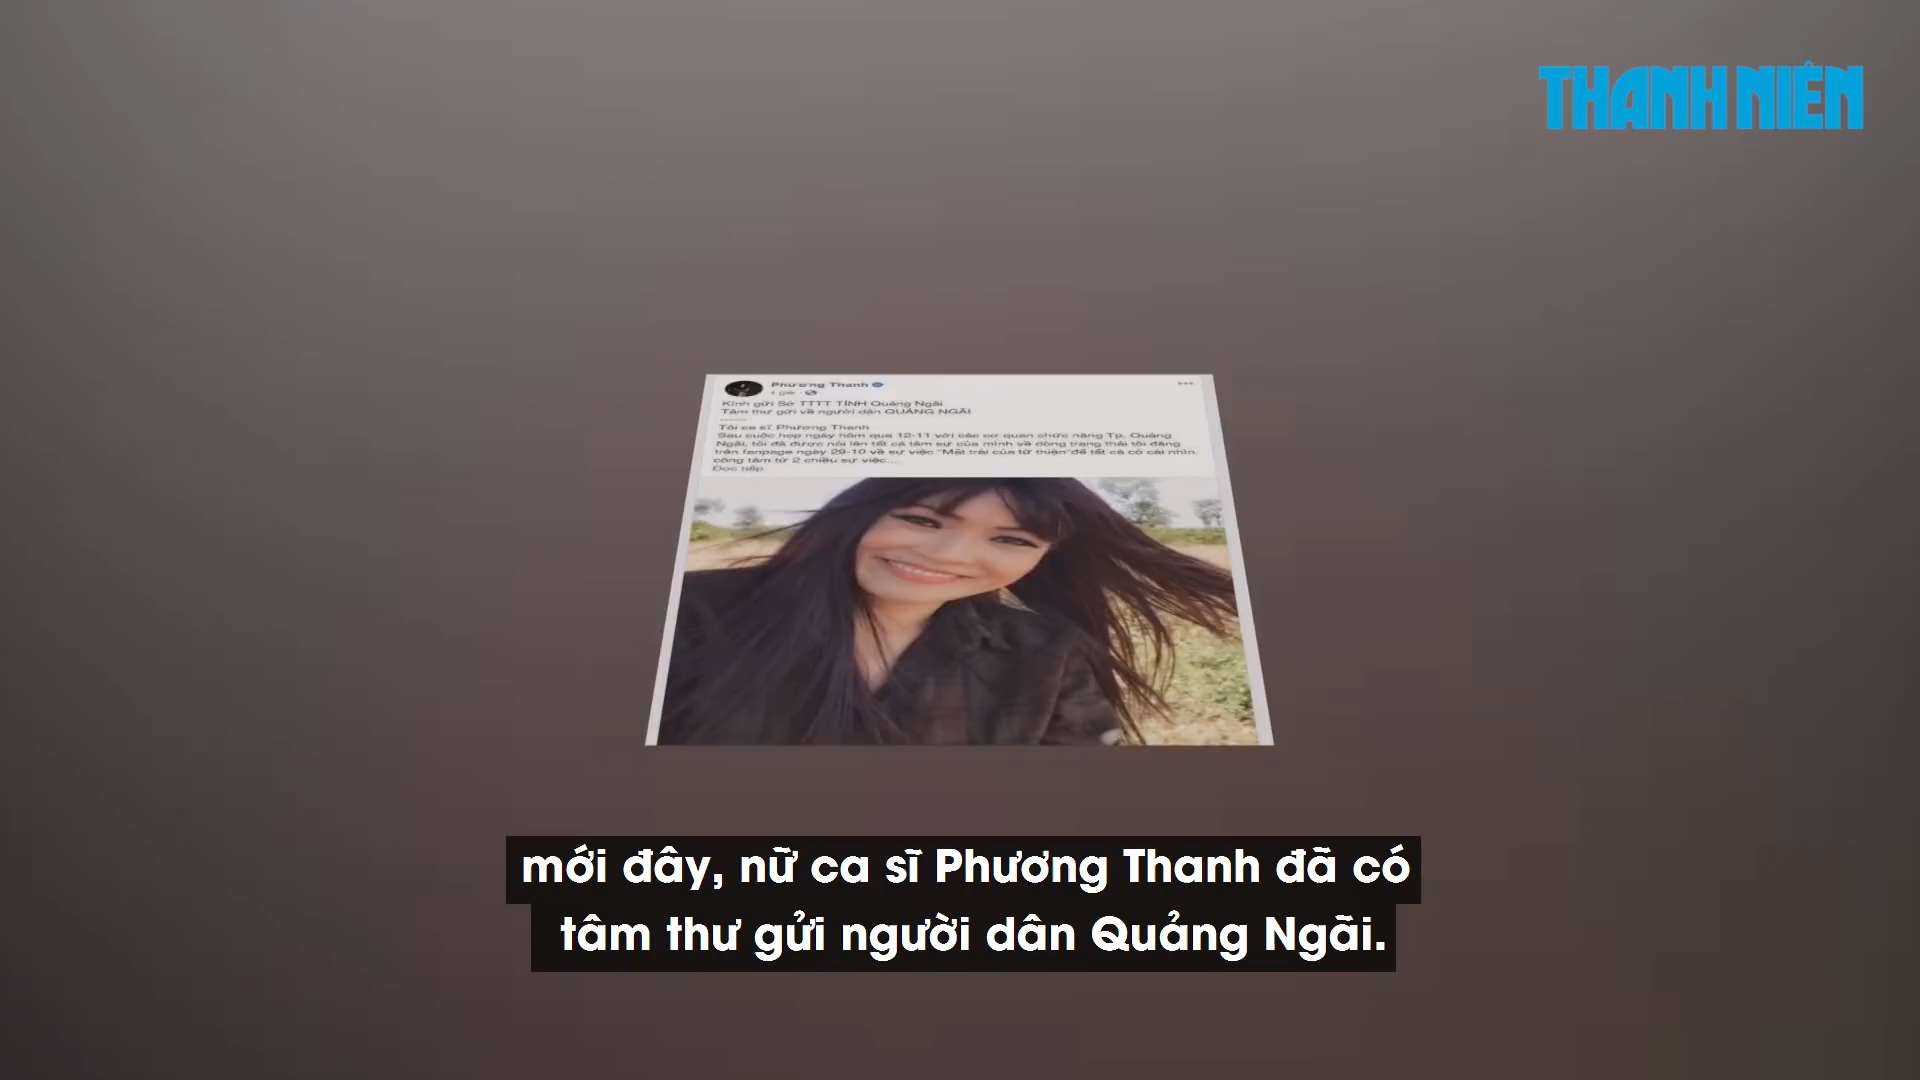 THANH NIÊN
Phương Thanh
1 giờ
Kính gửi Sở TTTT TỈNH Quảng Ngãi
Tâm thư gửi về người dân QUẢNG NGÃI
Tôi ca sĩ Phương Thanh
Sau cuộc họp ngày hôm qua 12-11 với các cơ quan chức năng Tp. Quảng
Ngãi, tôi đã được nói lên tất cả tâm sự của mình về dòng trạng thái tôi đăng
trên fanpage ngày 29-10 về sự việc "Mặt trái của từ thiện"để tất cả có cái nhìn
công tâm từ 2 chiều sự việc....
Đọc tiếp
mới đây, nữ ca sĩ Phương Thanh đã có
tâm thư gửi người dân Quảng Ngãi.